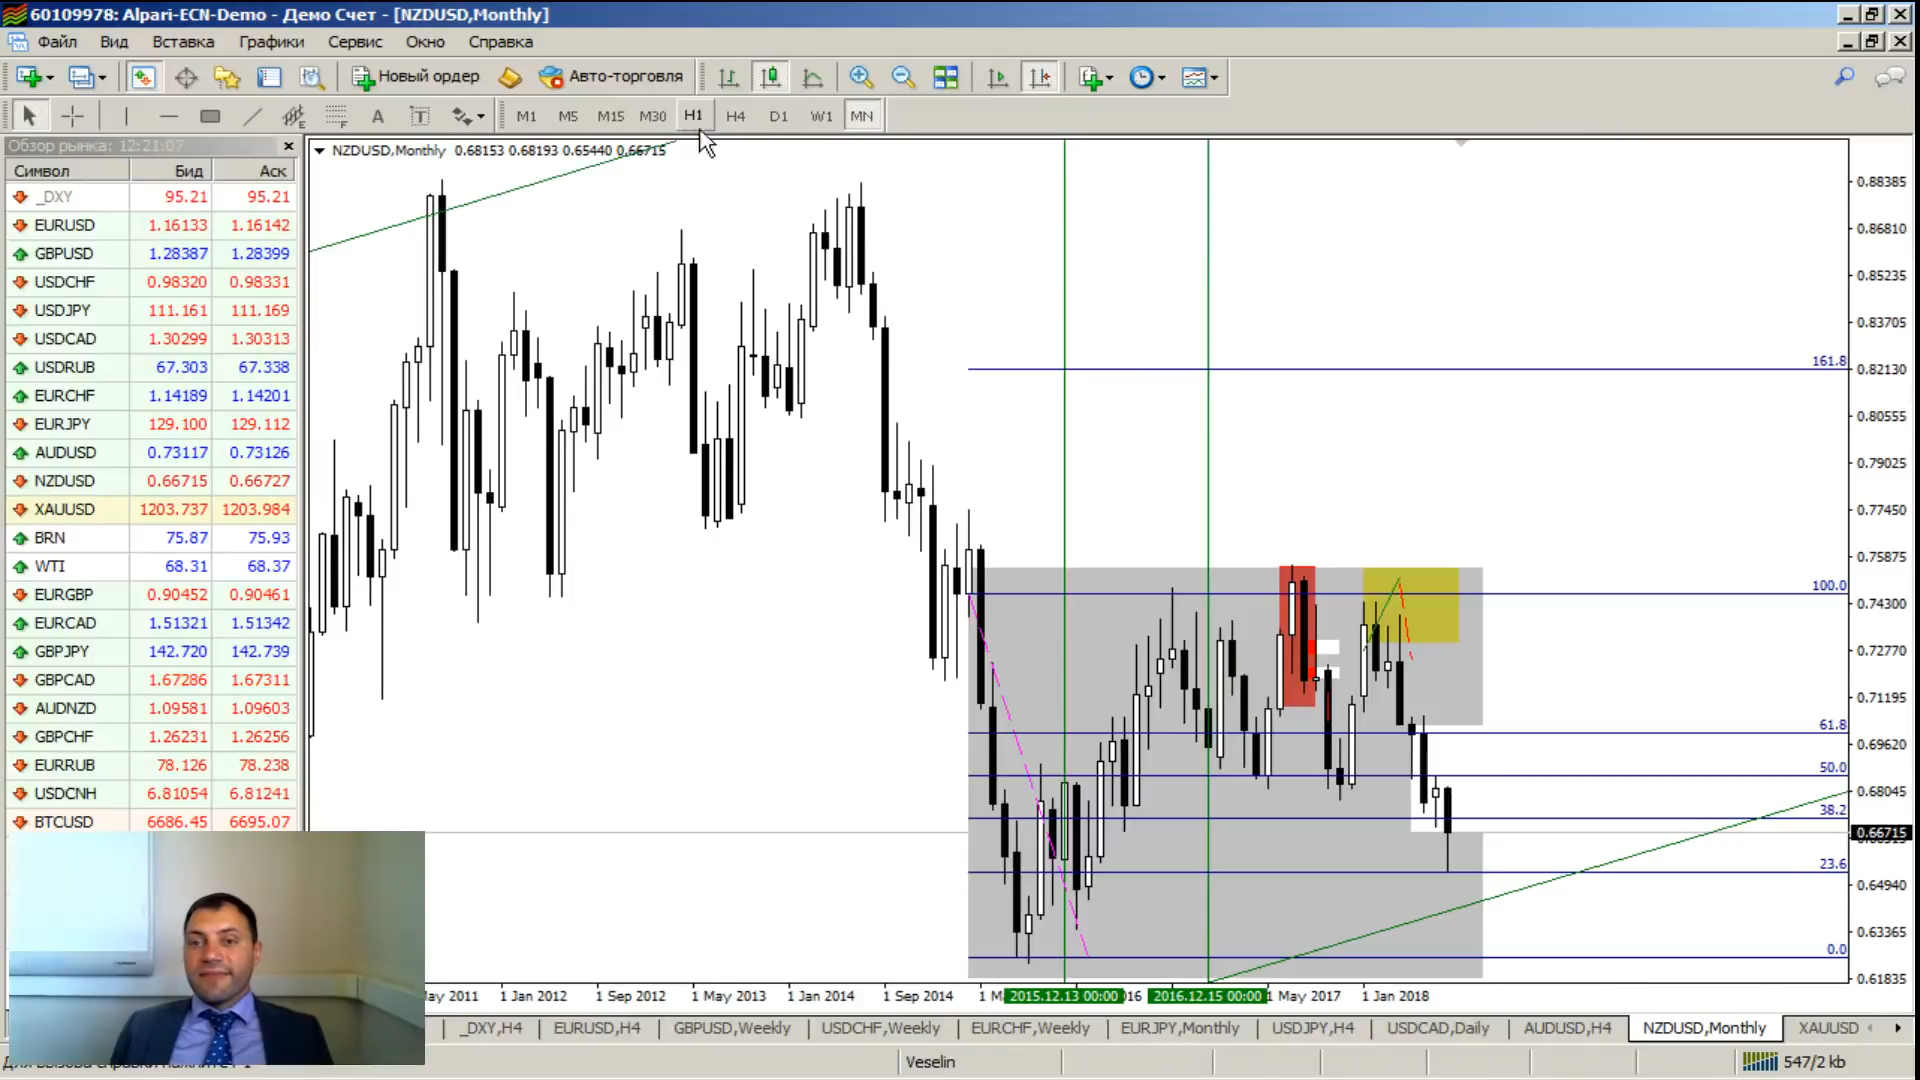 60109978: Alpari-ECN-Demo - Демо Счет - [NZDUSD,Monthly]
Файл Вид Вставка Графики Сервис Окно Справка
Новый ордер Авто-торговля
A T M1 M5 M15 M30 H1 H4 D1 W1 MN
Обзор рынка: 12:21:07
Символ Бид Аск
_DXY 95.21 95.21
EURUSD 1.16133 1.16142
GBPUSD 1.28387 1.28399
USDCHF 0.98320 0.98331
USDJPY 111.161 111.169
USDCAD 1.30299 1.30313
USDRUB 67.303 67.338
EURCHF 1.14189 1.14201
EURJPY 129.100 129.112
AUDUSD 0.73117 0.73126
NZDUSD 0.66715 0.66727
XAUUSD 1203.737 1203.984
BRN 75.87 75.93
WTI 68.31 68.37
EURGBP 0.90452 0.90461
EURCAD 1.51321 1.51342
GBPJPY 142.720 142.739
GBPCAD 1.67286 1.67311
AUDNZD 1.09581 1.09603
GBPCHF 1.26231 1.26256
EURRUB 78.126 78.238
USDCNH 6.81054 6.81241
BTCUSD 6686.45 6695.07
NZDUSD,Monthly 0.68153 0.68193 0.65440 0.66715
0.88385
0.86810
0.85235
0.83705
161.8
0.82130
0.80555
0.79025
0.77450
0.75875
100.0
0.74300
0.72770
0.71195
61.8
0.69620
50.0
0.68045
38.2
0.66715
23.6
0.64940
0.63365
0.0
0.61835
2011 1 Jan 2012 1 Sep 2012 1 May 2013 1 Jan 2014 1 Sep 2014 2015.12.13 00:00 2016.12.15 00:00 May 2017 1 Jan 2018
_DXY,H4 EURUSD,H4 GBPUSD,Weekly USDCHF,Weekly EURCHF,Weekly EURJPY,Monthly USDJPY,H4 USDCAD,Daily AUDUSD,H4 NZDUSD,Monthly XAUUSD
Veselin 547/2 kb